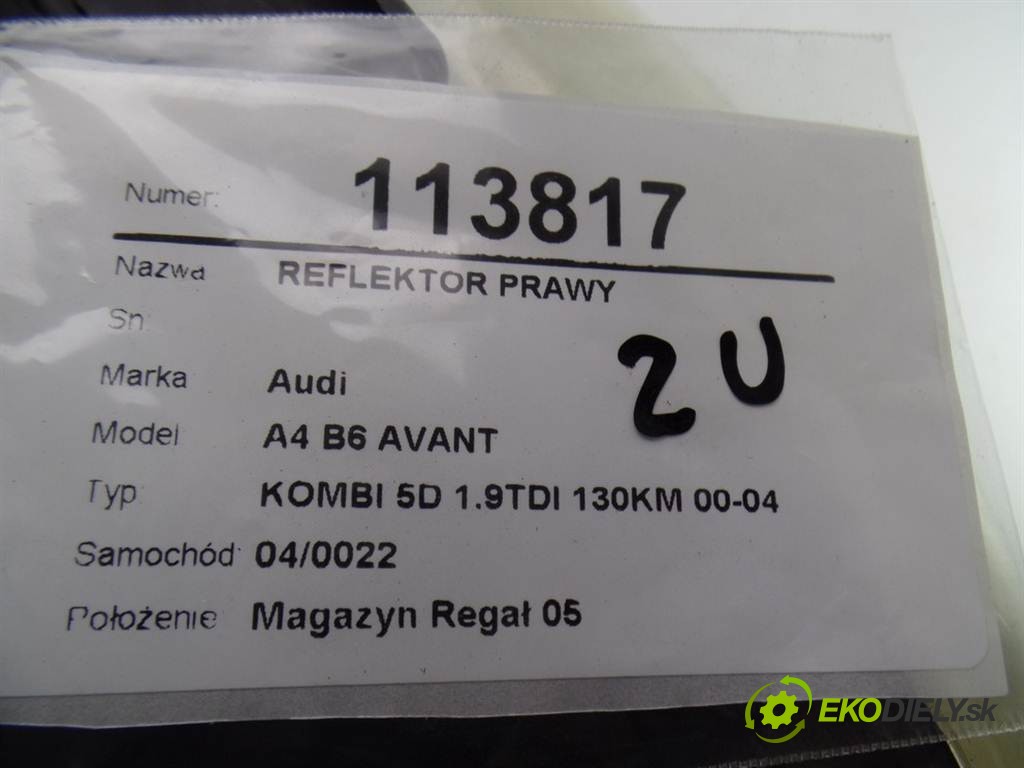 Numer: 113817
Nazwa REFLEKTOR PRAWY
Sn
2U
Marka Audi
Model A4 B6 AVANT
Typ KOMBI 5D 1.9TDI 130KM 00-04
Samochód 04/0022
Położenie Magazyn Regał 05
EKODIELY.sk